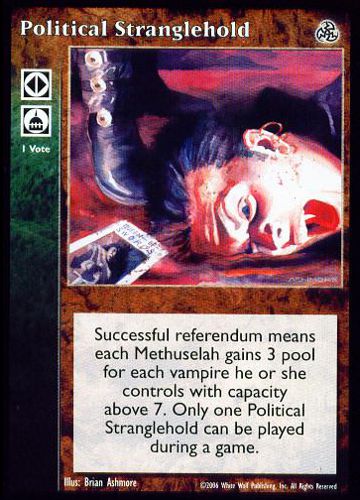 Political Stranglehold
1 Vote
SWORDS
Successful referendum means
each Methuselah gains 3 pool
for each vampire he or she
controls with capacity
above 7. Only one Political
Stranglehold can be played
during a game.
Illus: Brian Ashmore
©2006 White Wolf Publishing, Inc. All Rights Reserved